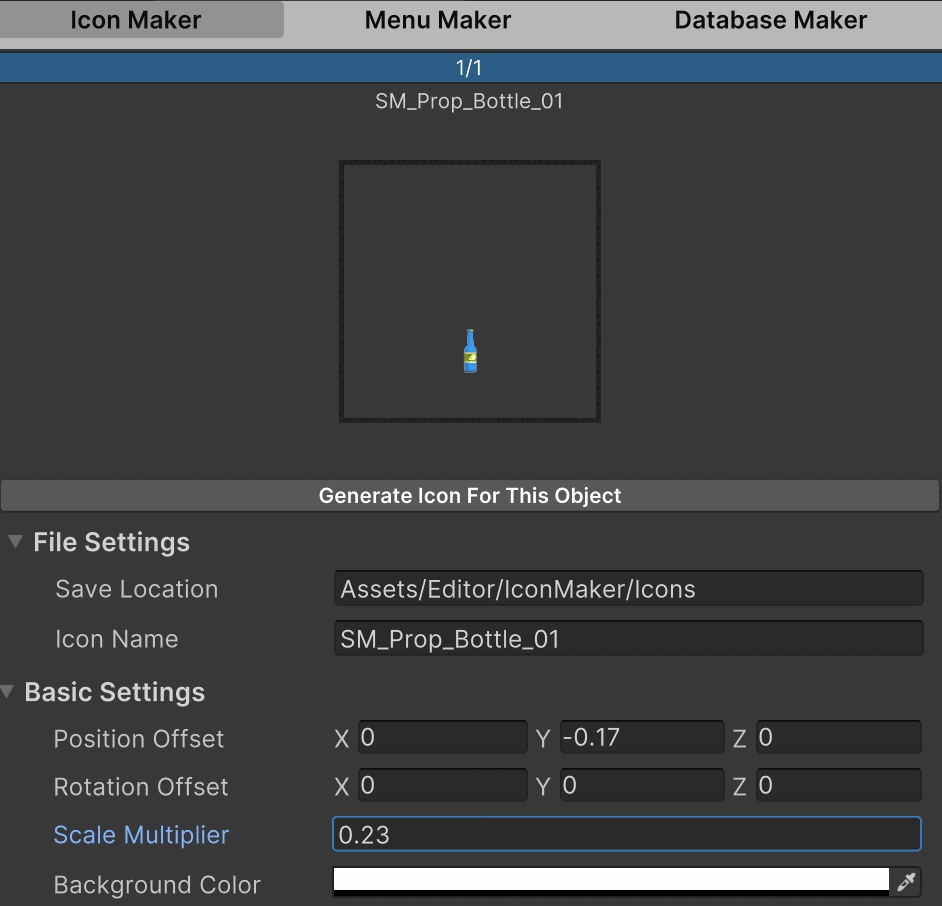 Icon Maker Menu Maker Database Maker
1/1
SM_Prop_Bottle_01
Generate Icon For This Object
File Settings
Save Location Assets/Editor/IconMaker/Icons
Icon Name SM_Prop_Bottle_01
Basic Settings
Position Offset X 0 Y -0.17 Z 0
Rotation Offset X 0 Y 0 Z 0
Scale Multiplier 0.23
Background Color